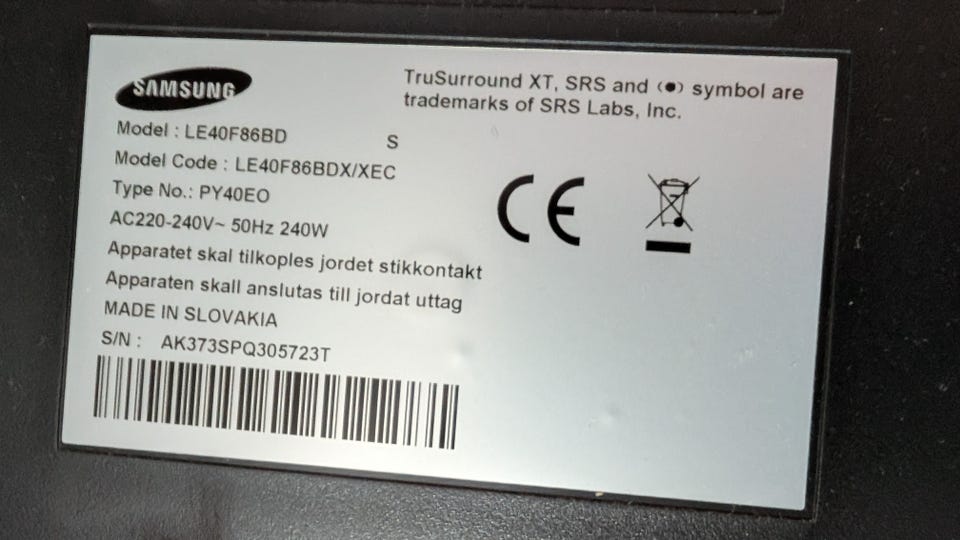 SAMSUNG
Model : LE40F86BD S
Model Code : LE40F86BDX/XEC
Type No.: PY40EO
AC220-240V~ 50Hz 240W
Apparatet skal tilkoples jordet stikkontakt
Apparaten skall anslutas till jordat uttag
MADE IN SLOVAKIA
S/N : AK373SPQ305723T
TruSurround XT, SRS and (●) symbol are
trademarks of SRS Labs, Inc.
CE